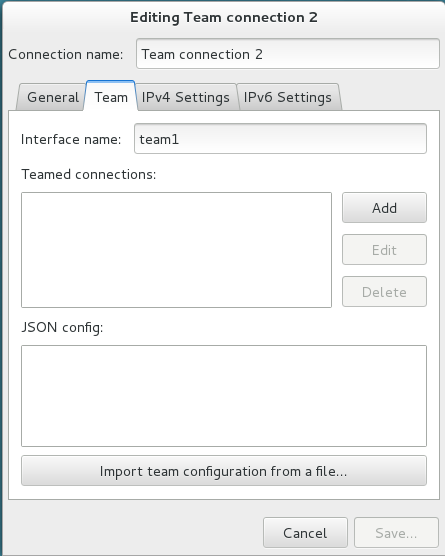 Editing Team connection 2
Connection name: Team connection 2
General Team IPv4 Settings IPv6 Settings
Interface name: team1
Teamed connections:
Add
Edit
Delete
JSON config:
Import team configuration from a file...
Cancel Save...